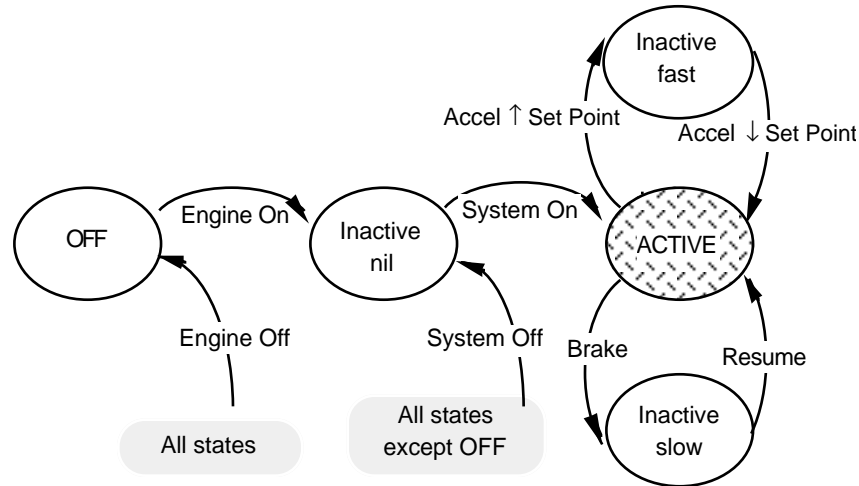 Inactive
fast
Accel ↑ Set Point
Accel ↓ Set Point
Engine On
System On
OFF
Inactive
nil
ACTIVE
Engine Off
System Off
Brake
Resume
All states
All states
except OFF
Inactive
slow